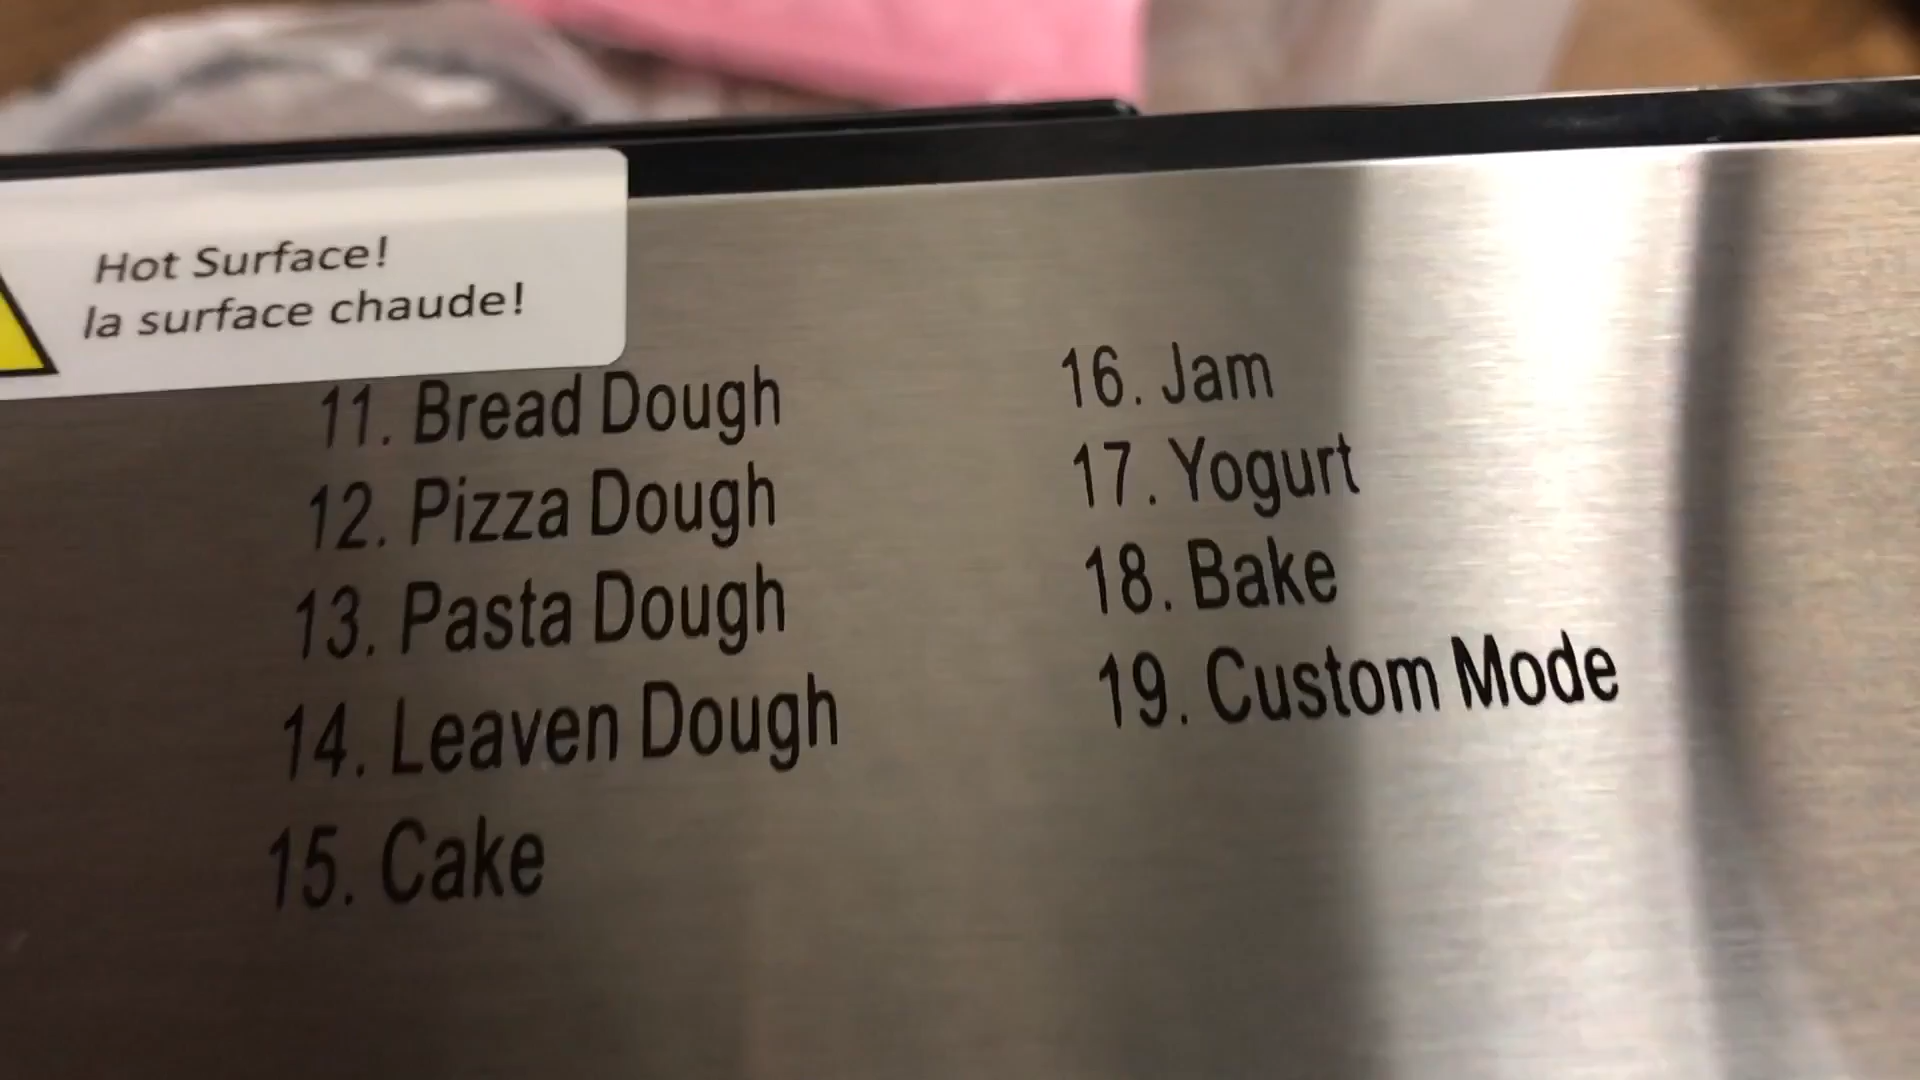 Hot Surface!
la surface chaude!
11. Bread Dough
12. Pizza Dough
13. Pasta Dough
14. Leaven Dough
15. Cake
16. Jam
17. Yogurt
18. Bake
19. Custom Mode